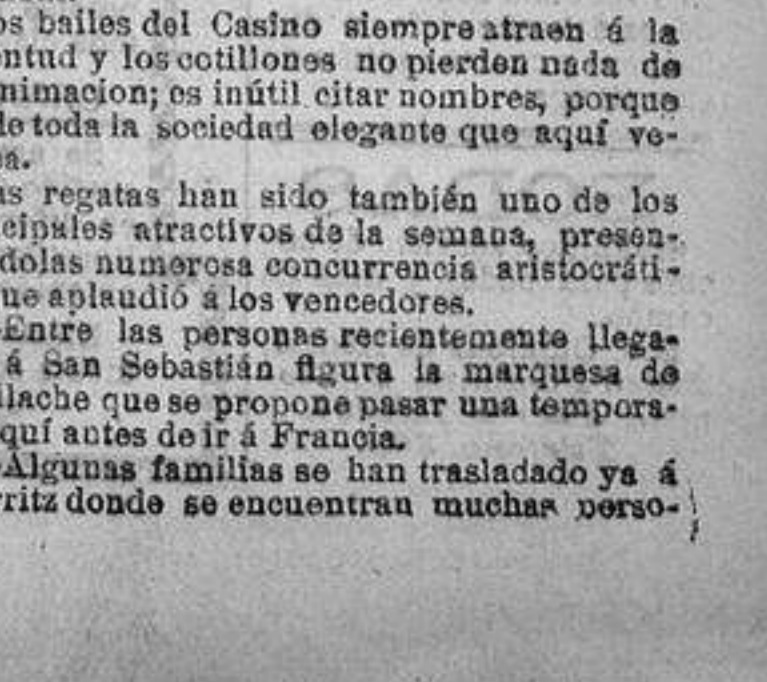 os bailes del Casino siempre atraen á la
ntud y los cotillones no pierden nada de
nimacion; es inútil citar nombres, porque
de toda la sociedad elegante que aquí ve-
na.
as regatas han sido también uno de los
cipales atractivos de la semana, presen-
dolas numerosa concurrencia aristocráti-
ue aplaudió á los vencedores.
-Entre las personas recientemente llega-
á San Sebastián figura la marquesa de
llache que se propone pasar una tempora-
quí antes de ir á Francia.
-Algunas familias se han trasladado ya á
rritz donde se encuentran muchas perso-